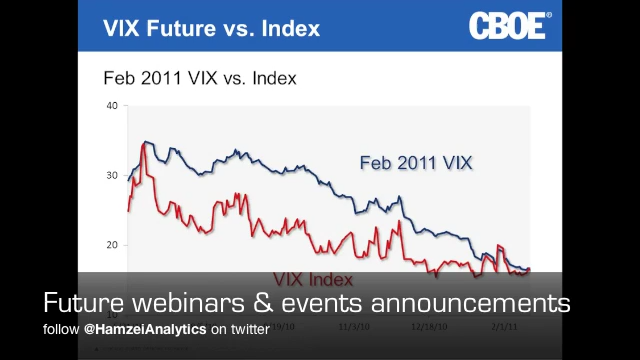 VIX Future vs. Index
CBOE®
Feb 2011 VIX vs. Index
40
30
20
Feb 2011 VIX
VIX Index
Future webinars & events announcements
follow @HamzeiAnalytics on twitter
11/3/10
12/18/10
2/1/11